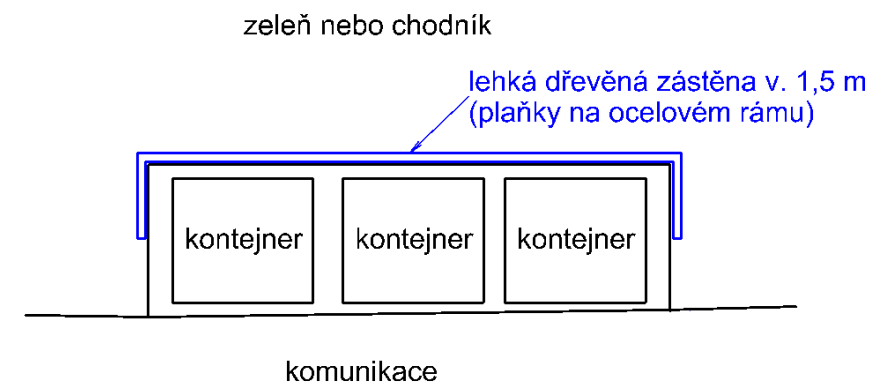 zeleň nebo chodník
lehká dřevěná zástěna v. 1,5 m
(plaňky na ocelovém rámu)
kontejner kontejner kontejner
komunikace